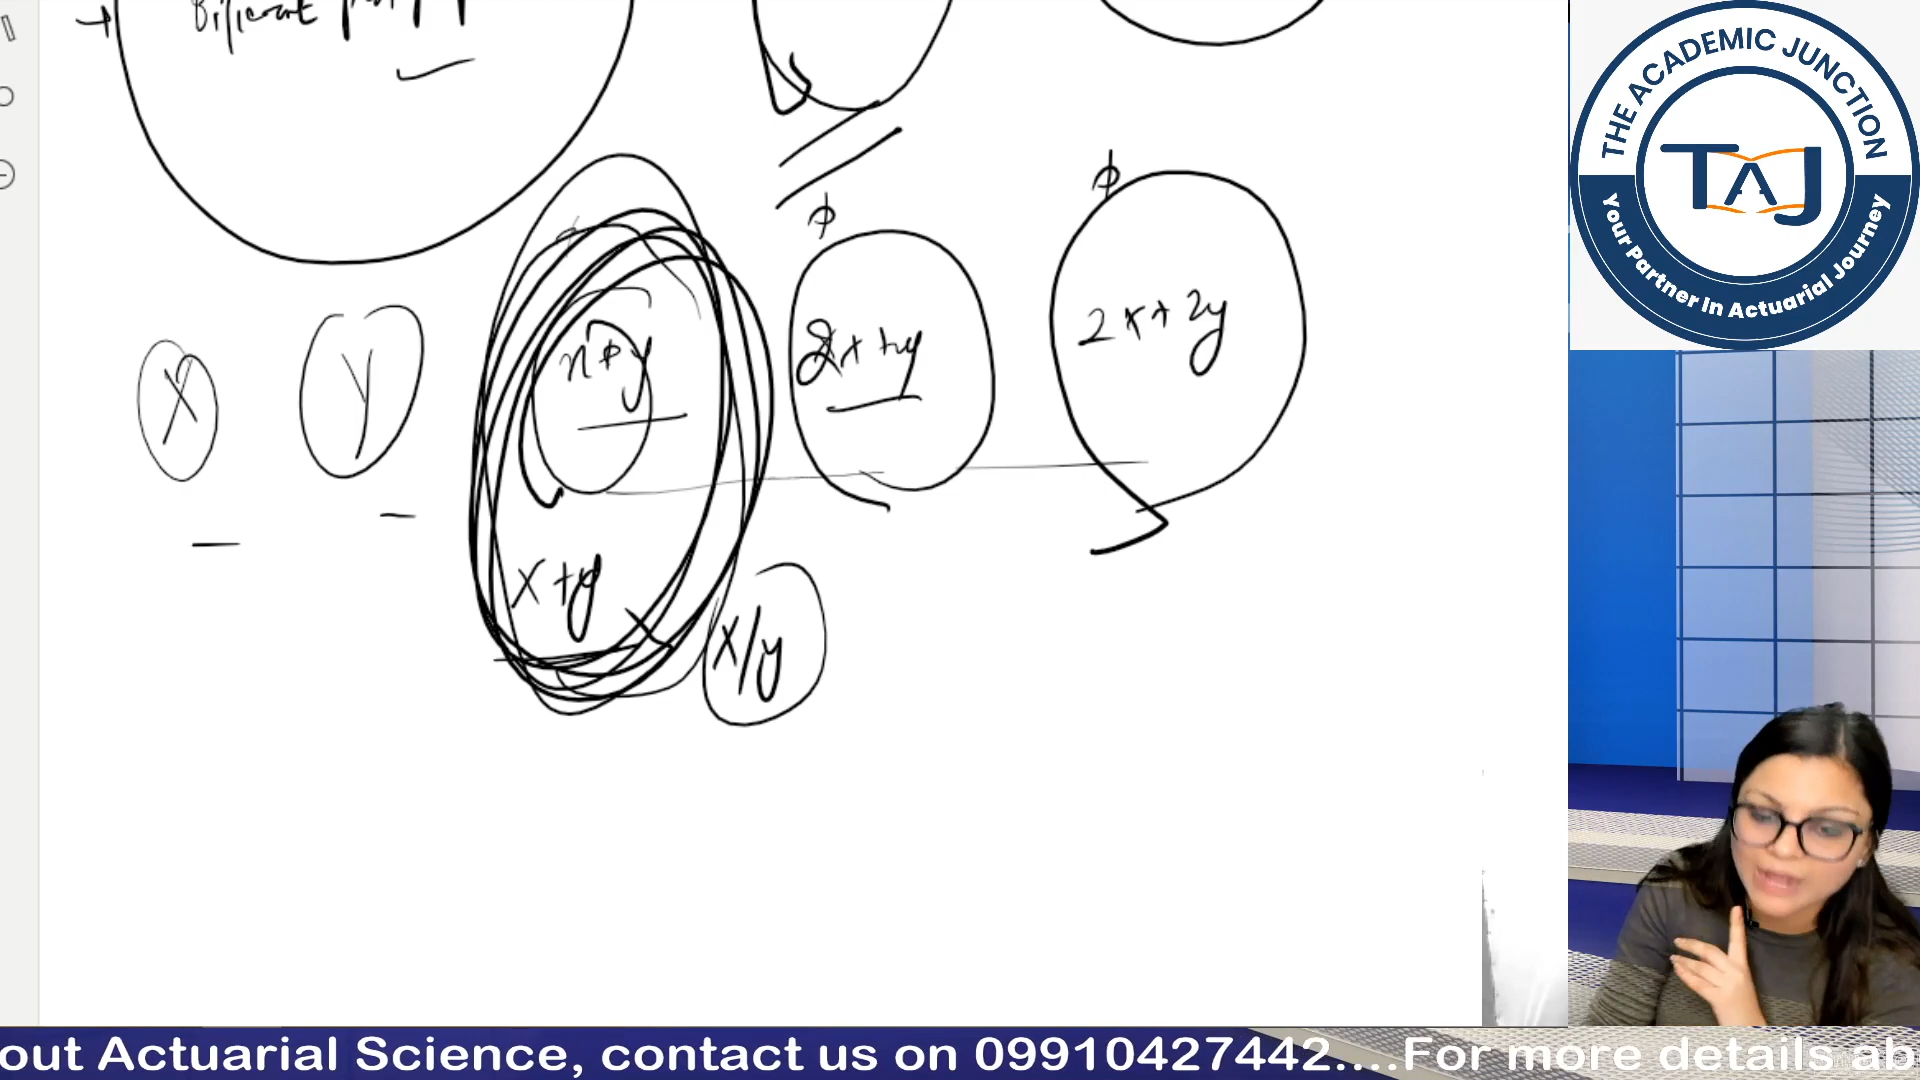 x
y
x+y
2x+y
2x+2y
x+y
x/y
THE ACADEMIC JUNCTION
TAJ
Your Partner In Actuarial Journey
out Actuarial Science, contact us on 09910427442....For more details ab